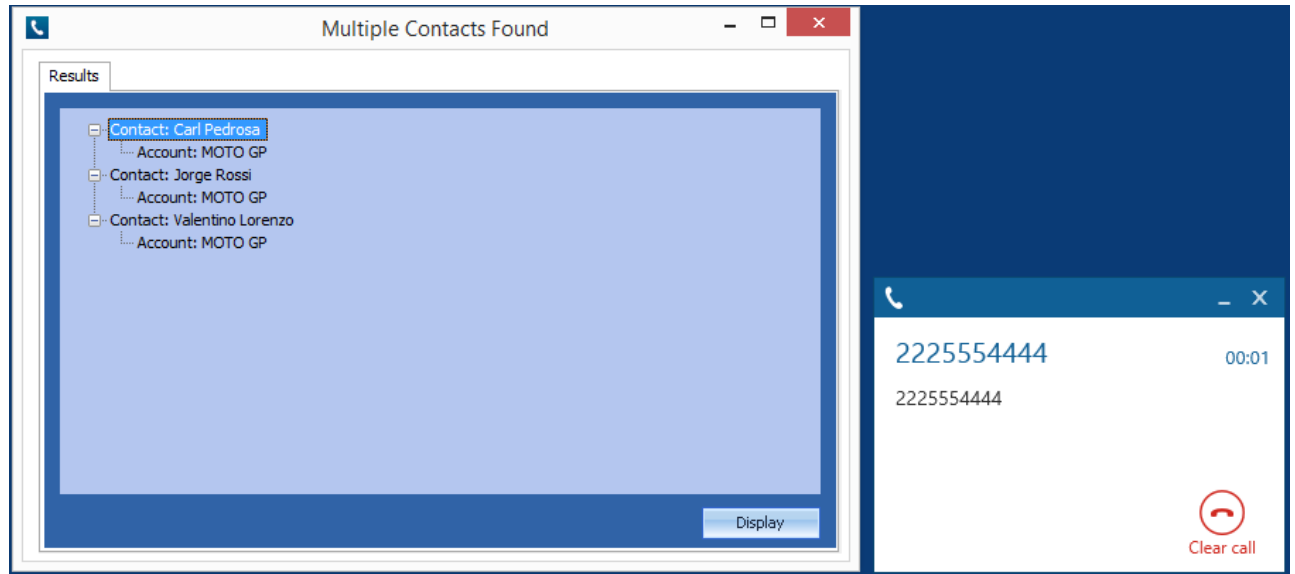 Multiple Contacts Found
Results
Contact: Carl Pedrosa
Account: MOTO GP
Contact: Jorge Rossi
Account: MOTO GP
Contact: Valentino Lorenzo
Account: MOTO GP
Display
2225554444 00:01
2225554444
Clear call